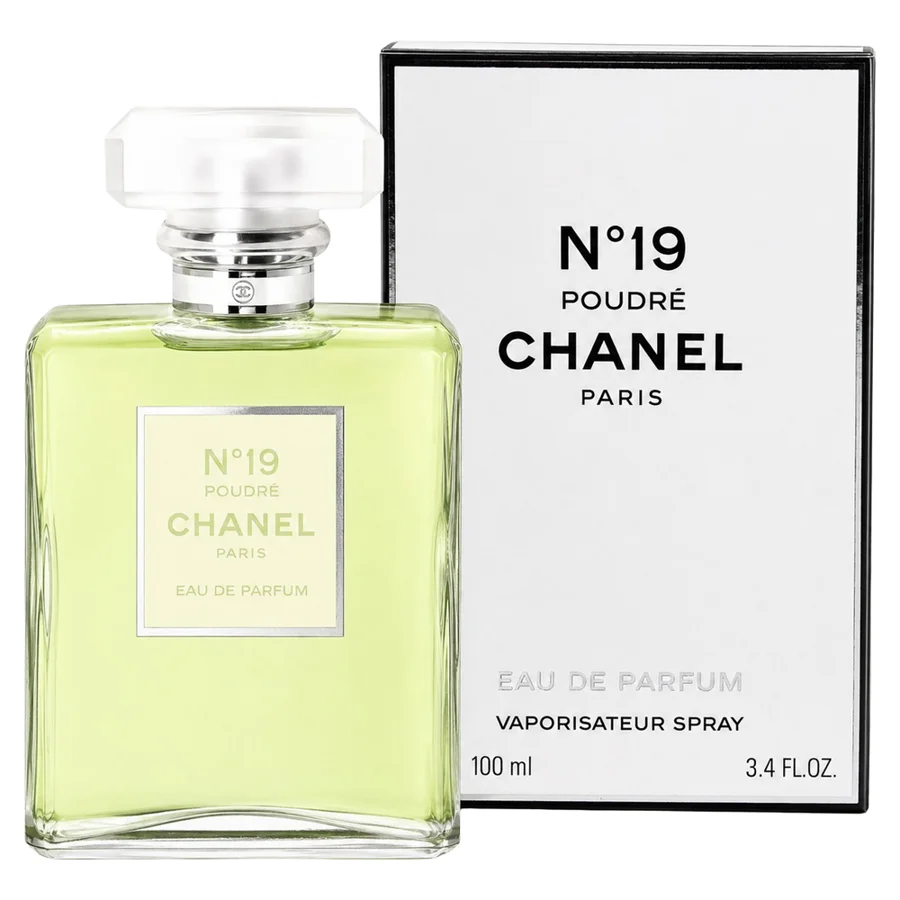 N°19
POUDRÉ
CHANEL
PARIS
EAU DE PARFUM
N°19
POUDRÉ
CHANEL
PARIS
EAU DE PARFUM
VAPORISATEUR SPRAY
100 ml 3.4 FL.OZ.